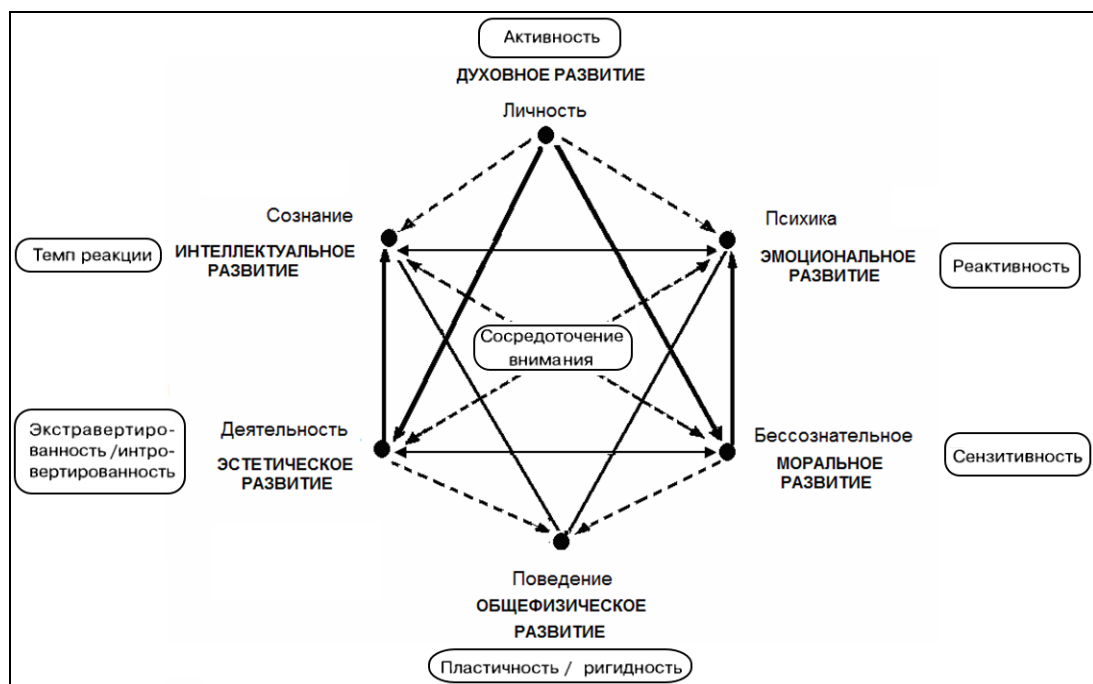 Активность
ДУХОВНОЕ РАЗВИТИЕ
Личность
Сознание
Психика
Темп реакции
ИНТЕЛЛЕКТУАЛЬНОЕ
РАЗВИТИЕ
ЭМОЦИОНАЛЬНОЕ
РАЗВИТИЕ
Реактивность
Сосредоточение
внимания
Экстравертиро-
ванность /интро-
вертированность
Деятельность
ЭСТЕТИЧЕСКОЕ
РАЗВИТИЕ
Бессознательное
МОРАЛЬНОЕ
РАЗВИТИЕ
Сензитивность
Поведение
ОБЩЕФИЗИЧЕСКОЕ
РАЗВИТИЕ
Пластичность / ригидность